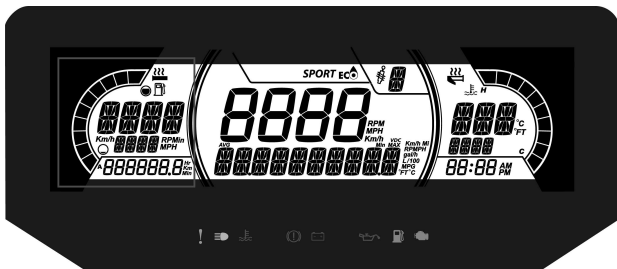 SPORT ECO
H
8888
RPM
MPH
°C
°FT
Km/h
RPMin
MPH
Km/h
AVG
Min
VDC
MAX
Km/h MI
RPMPH
gal/h
L/100
MPG
°FT°C
C
A
888888.8
Hr
Km
Min
88:88
AM
PM